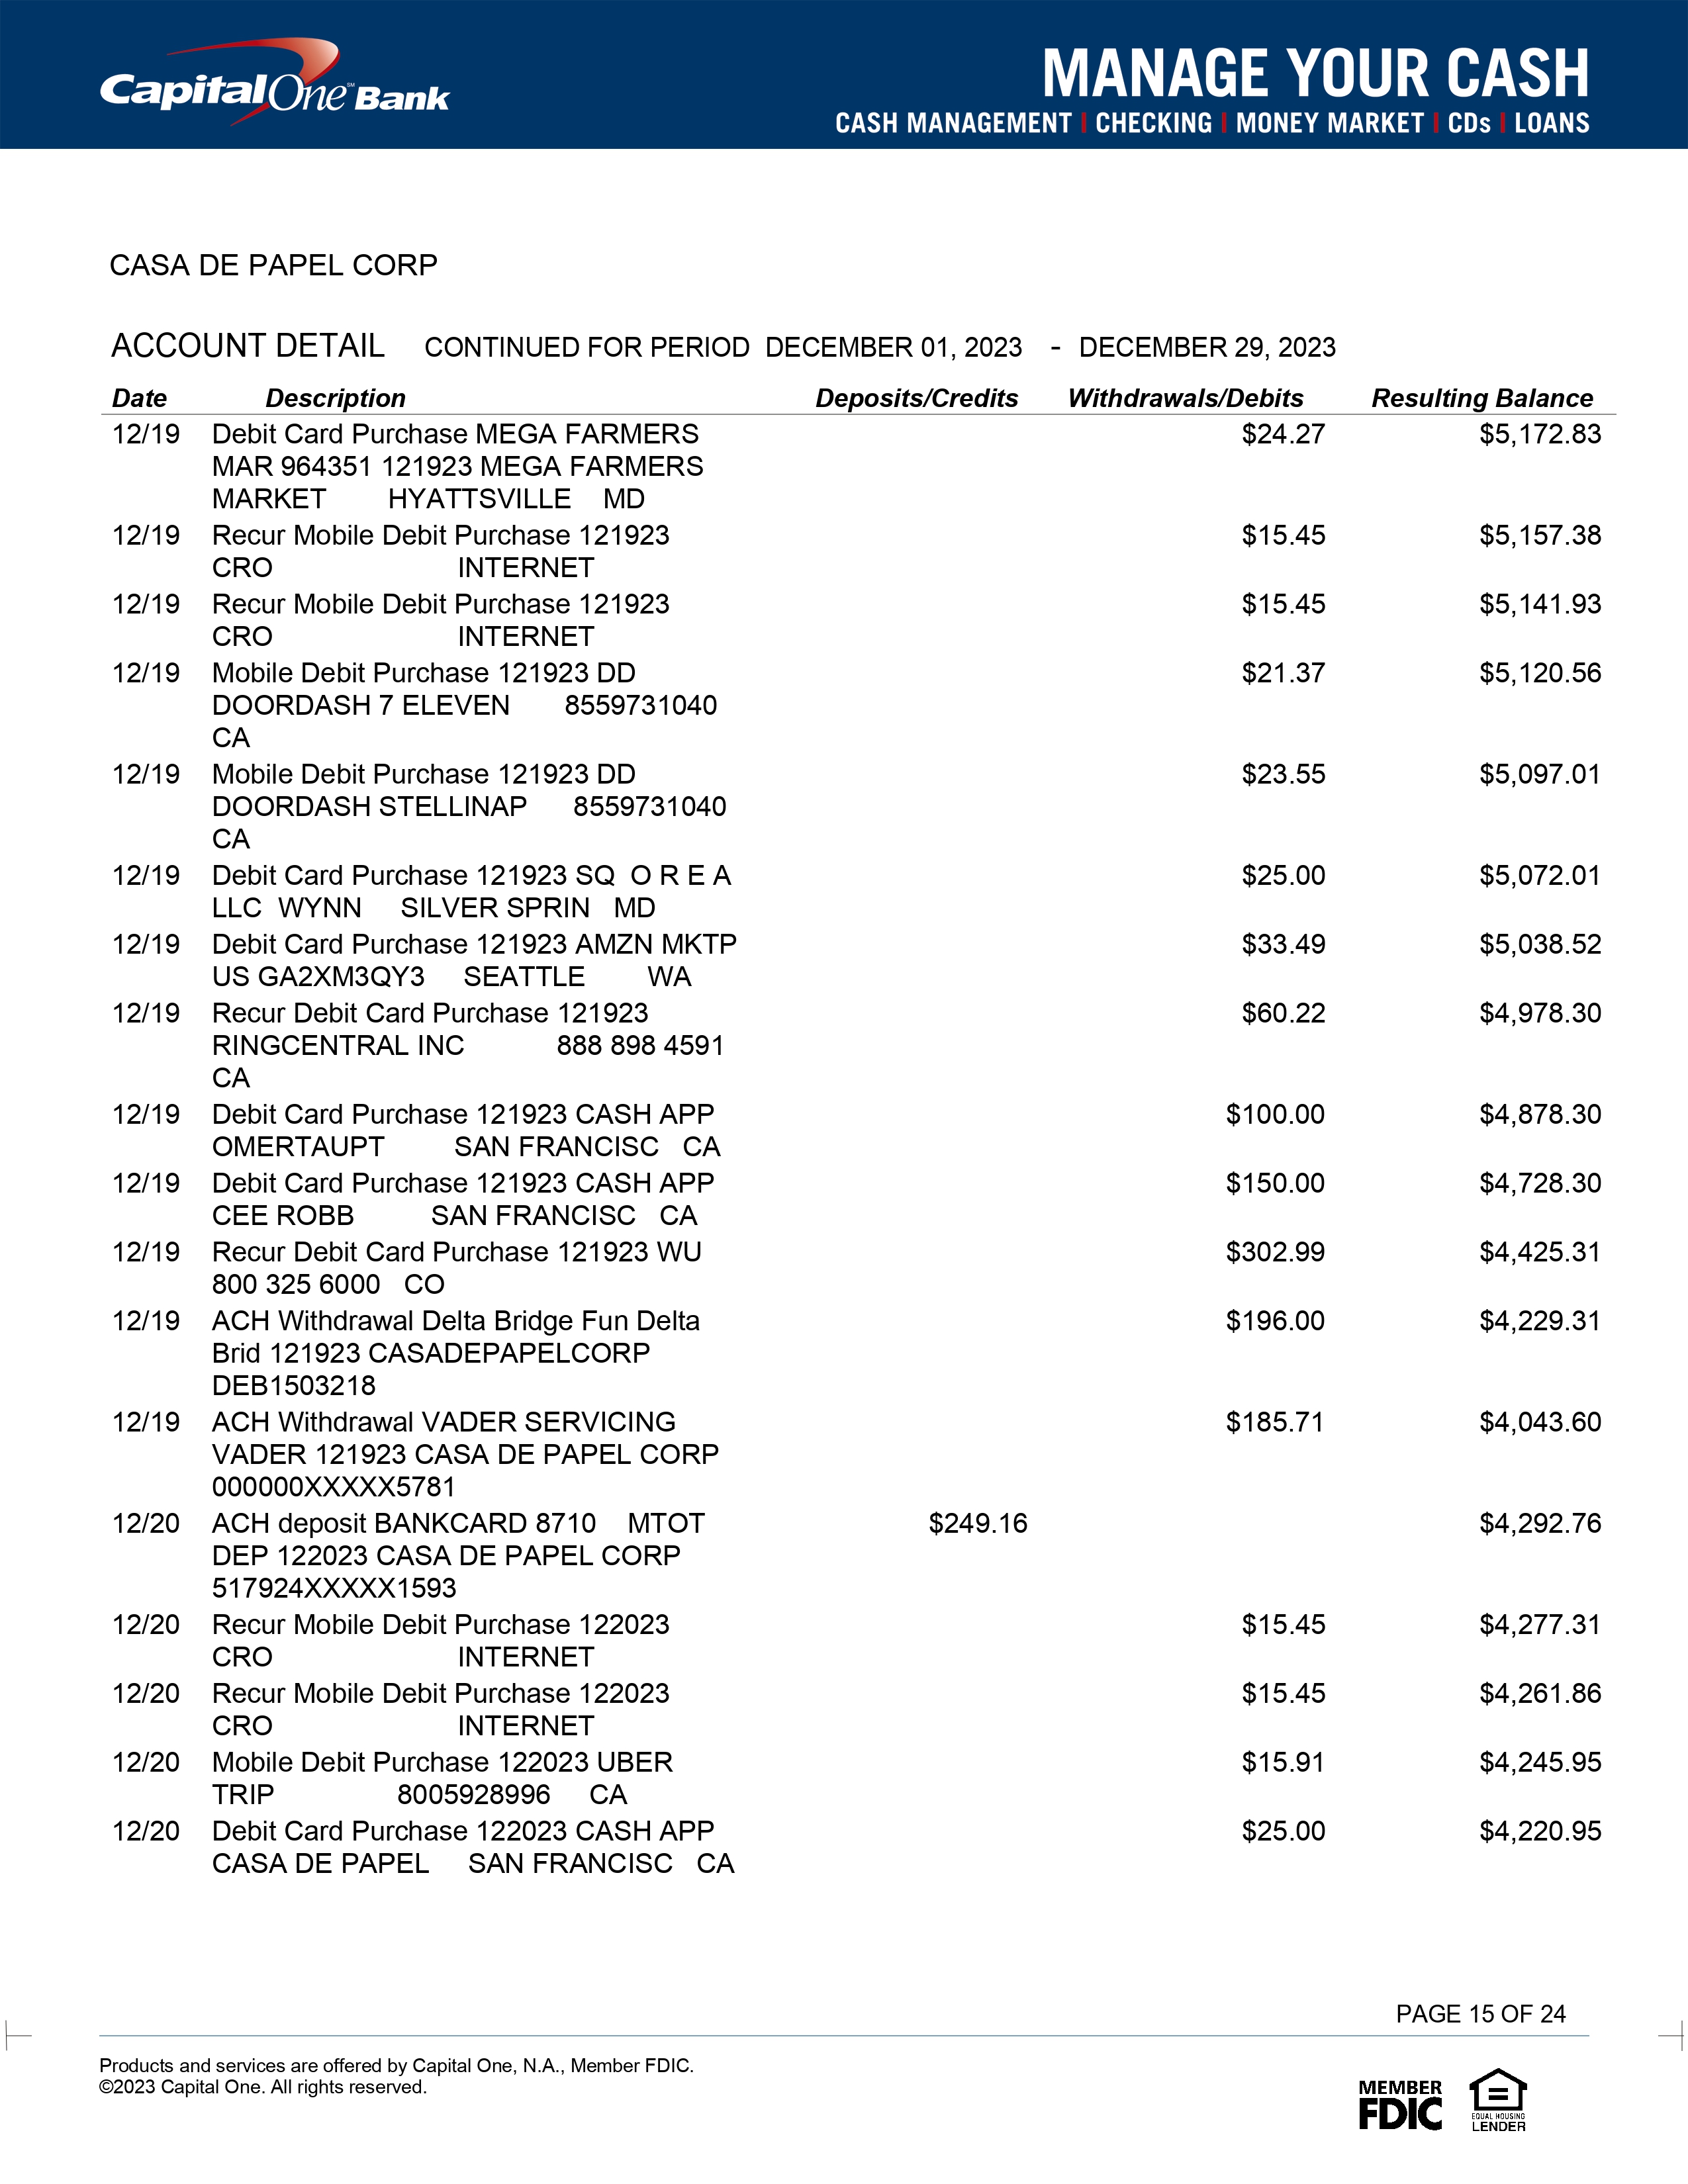 CapitalOne℠ Bank
MANAGE YOUR CASH
CASH MANAGEMENT | CHECKING | MONEY MARKET | CDs | LOANS
CASA DE PAPEL CORP
ACCOUNT DETAIL CONTINUED FOR PERIOD DECEMBER 01, 2023 - DECEMBER 29, 2023
Date Description Deposits/Credits Withdrawals/Debits Resulting Balance
12/19 Debit Card Purchase MEGA FARMERS $24.27 $5,172.83
MAR 964351 121923 MEGA FARMERS
MARKET HYATTSVILLE MD
12/19 Recur Mobile Debit Purchase 121923 $15.45 $5,157.38
CRO INTERNET
12/19 Recur Mobile Debit Purchase 121923 $15.45 $5,141.93
CRO INTERNET
12/19 Mobile Debit Purchase 121923 DD $21.37 $5,120.56
DOORDASH 7 ELEVEN 8559731040
CA
12/19 Mobile Debit Purchase 121923 DD $23.55 $5,097.01
DOORDASH STELLINAP 8559731040
CA
12/19 Debit Card Purchase 121923 SQ O R E A $25.00 $5,072.01
LLC WYNN SILVER SPRIN MD
12/19 Debit Card Purchase 121923 AMZN MKTP $33.49 $5,038.52
US GA2XM3QY3 SEATTLE WA
12/19 Recur Debit Card Purchase 121923 $60.22 $4,978.30
RINGCENTRAL INC 888 898 4591
CA
12/19 Debit Card Purchase 121923 CASH APP $100.00 $4,878.30
OMERTAUPT SAN FRANCISC CA
12/19 Debit Card Purchase 121923 CASH APP $150.00 $4,728.30
CEE ROBB SAN FRANCISC CA
12/19 Recur Debit Card Purchase 121923 WU $302.99 $4,425.31
800 325 6000 CO
12/19 ACH Withdrawal Delta Bridge Fun Delta $196.00 $4,229.31
Brid 121923 CASADEPAPELCORP
DEB1503218
12/19 ACH Withdrawal VADER SERVICING $185.71 $4,043.60
VADER 121923 CASA DE PAPEL CORP
000000XXXXX5781
12/20 ACH deposit BANKCARD 8710 MTOT $249.16 $4,292.76
DEP 122023 CASA DE PAPEL CORP
517924XXXXX1593
12/20 Recur Mobile Debit Purchase 122023 $15.45 $4,277.31
CRO INTERNET
12/20 Recur Mobile Debit Purchase 122023 $15.45 $4,261.86
CRO INTERNET
12/20 Mobile Debit Purchase 122023 UBER $15.91 $4,245.95
TRIP 8005928996 CA
12/20 Debit Card Purchase 122023 CASH APP $25.00 $4,220.95
CASA DE PAPEL SAN FRANCISC CA
PAGE 15 OF 24
Products and services are offered by Capital One, N.A., Member FDIC.
©2023 Capital One. All rights reserved.
MEMBER
FDIC
EQUAL HOUSING
LENDER